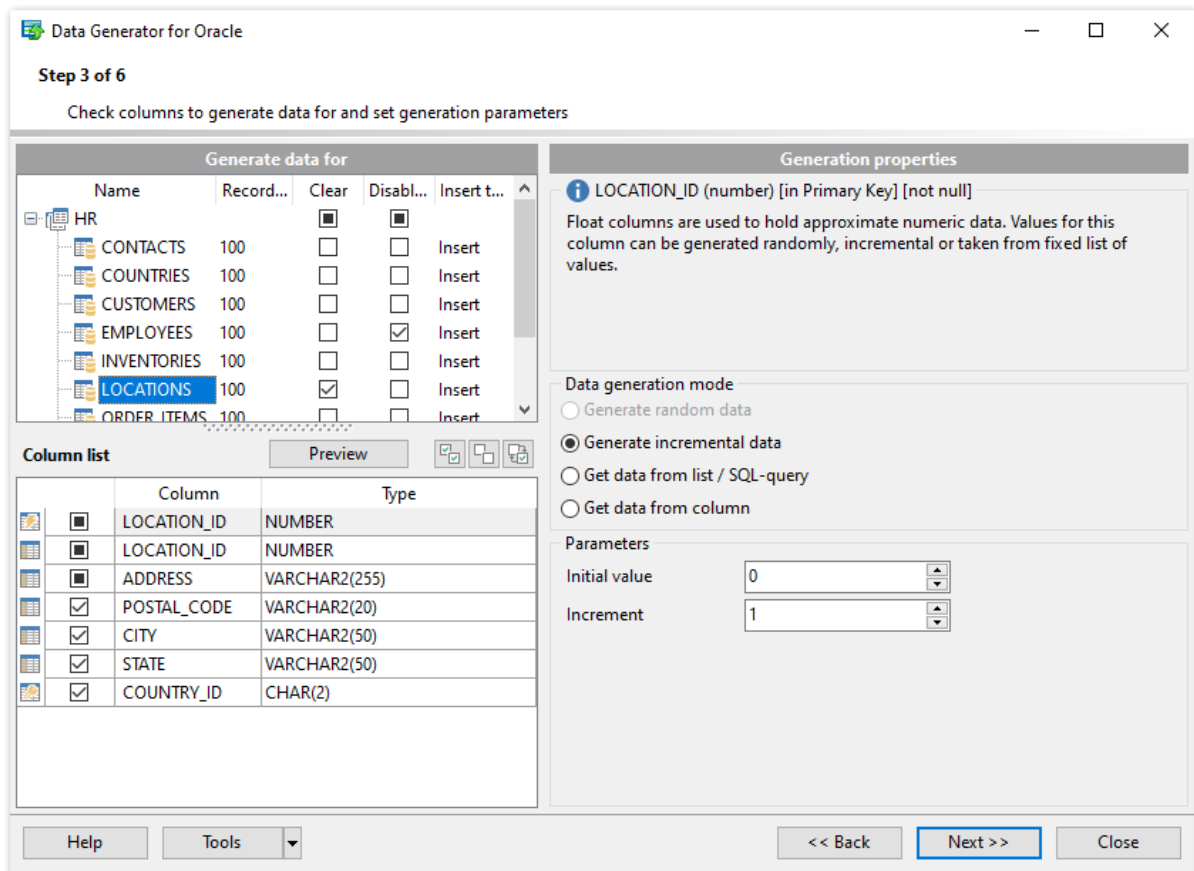 Data Generator for Oracle
Step 3 of 6
Check columns to generate data for and set generation parameters
Generate data for
Name Record... Clear Disabl... Insert t...
HR
CONTACTS 100 Insert
COUNTRIES 100 Insert
CUSTOMERS 100 Insert
EMPLOYEES 100 Insert
INVENTORIES 100 Insert
LOCATIONS 100 Insert
ORDER ITEMS 100 Insert
Column list Preview
Column Type
LOCATION_ID NUMBER
LOCATION_ID NUMBER
ADDRESS VARCHAR2(255)
POSTAL_CODE VARCHAR2(20)
CITY VARCHAR2(50)
STATE VARCHAR2(50)
COUNTRY_ID CHAR(2)
Generation properties
LOCATION_ID (number) [in Primary Key] [not null]
Float columns are used to hold approximate numeric data. Values for this
column can be generated randomly, incremental or taken from fixed list of
values.
Data generation mode
Generate random data
Generate incremental data
Get data from list / SQL-query
Get data from column
Parameters
Initial value 0
Increment 1
Help Tools << Back Next >> Close